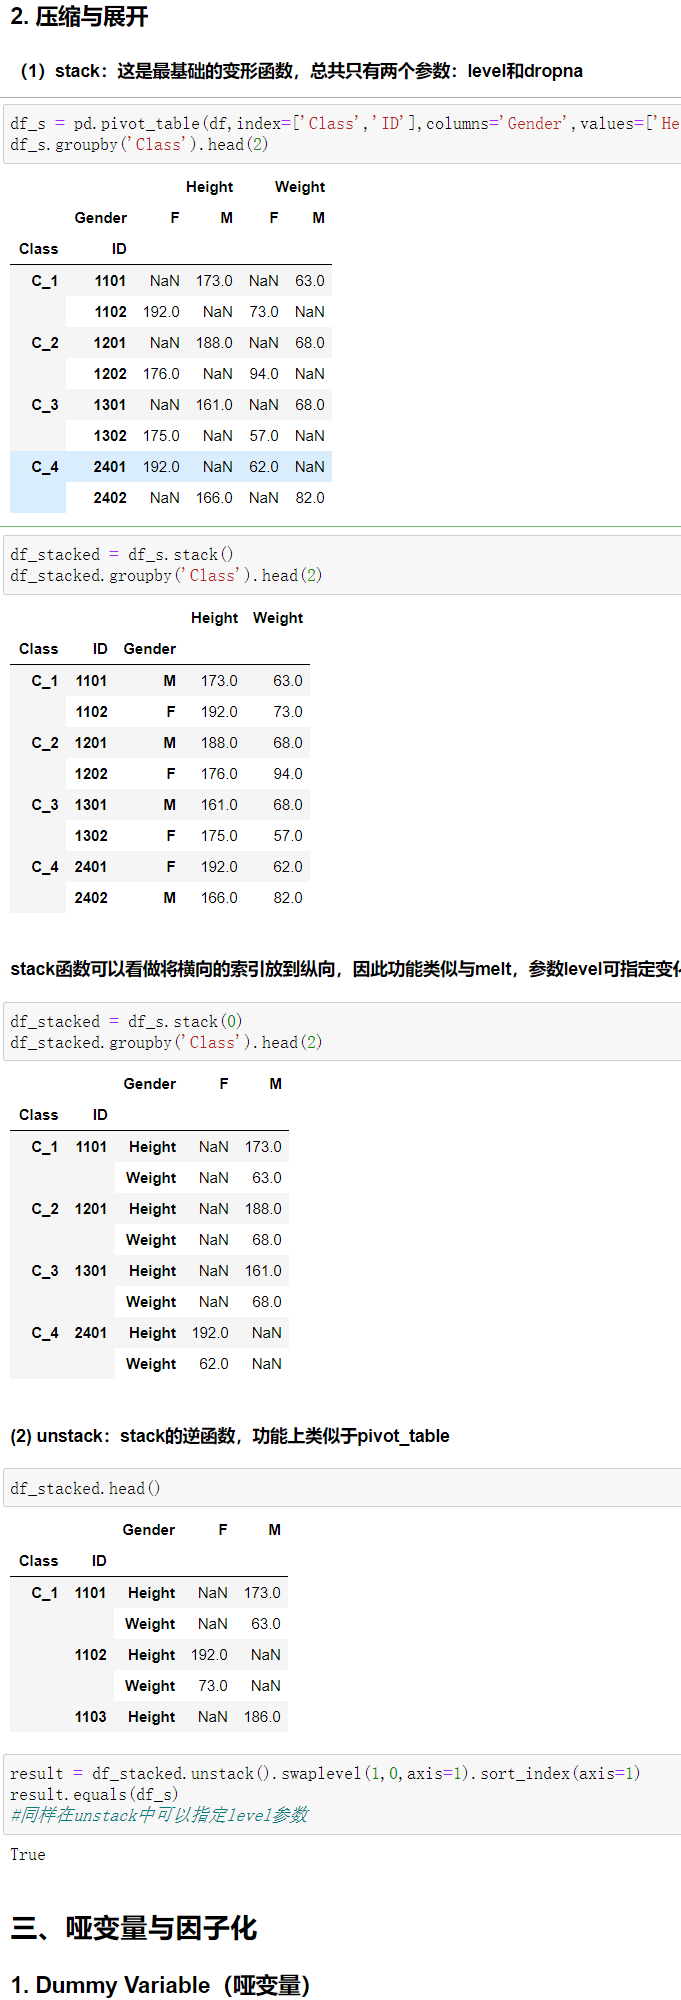 2. 压缩与展开
（1）stack：这是最基础的变形函数，总共只有两个参数：level和dropna
df_s = pd.pivot_table(df,index=['Class','ID'],columns='Gender',values=['He
df_s.groupby('Class').head(2)
Height Weight
Gender F M F M
Class ID
C_1 1101 NaN 173.0 NaN 63.0
1102 192.0 NaN 73.0 NaN
C_2 1201 NaN 188.0 NaN 68.0
1202 176.0 NaN 94.0 NaN
C_3 1301 NaN 161.0 NaN 68.0
1302 175.0 NaN 57.0 NaN
C_4 2401 192.0 NaN 62.0 NaN
2402 NaN 166.0 NaN 82.0
df_stacked = df_s.stack()
df_stacked.groupby('Class').head(2)
Height Weight
Class ID Gender
C_1 1101 M 173.0 63.0
1102 F 192.0 73.0
C_2 1201 M 188.0 68.0
1202 F 176.0 94.0
C_3 1301 M 161.0 68.0
1302 F 175.0 57.0
C_4 2401 F 192.0 62.0
2402 M 166.0 82.0
stack函数可以看做将横向的索引放到纵向，因此功能类似与melt，参数level可指定变化
df_stacked = df_s.stack(0)
df_stacked.groupby('Class').head(2)
Gender F M
Class ID
C_1 1101 Height NaN 173.0
Weight NaN 63.0
C_2 1201 Height NaN 188.0
Weight NaN 68.0
C_3 1301 Height NaN 161.0
Weight NaN 68.0
C_4 2401 Height 192.0 NaN
Weight 62.0 NaN
(2) unstack：stack的逆函数，功能上类似于pivot_table
df_stacked.head()
Gender F M
Class ID
C_1 1101 Height NaN 173.0
Weight NaN 63.0
1102 Height 192.0 NaN
Weight 73.0 NaN
1103 Height NaN 186.0
result = df_stacked.unstack().swaplevel(1,0,axis=1).sort_index(axis=1)
result.equals(df_s)
#同样在unstack中可以指定level参数
True
三、哑变量与因子化
1. Dummy Variable（哑变量）